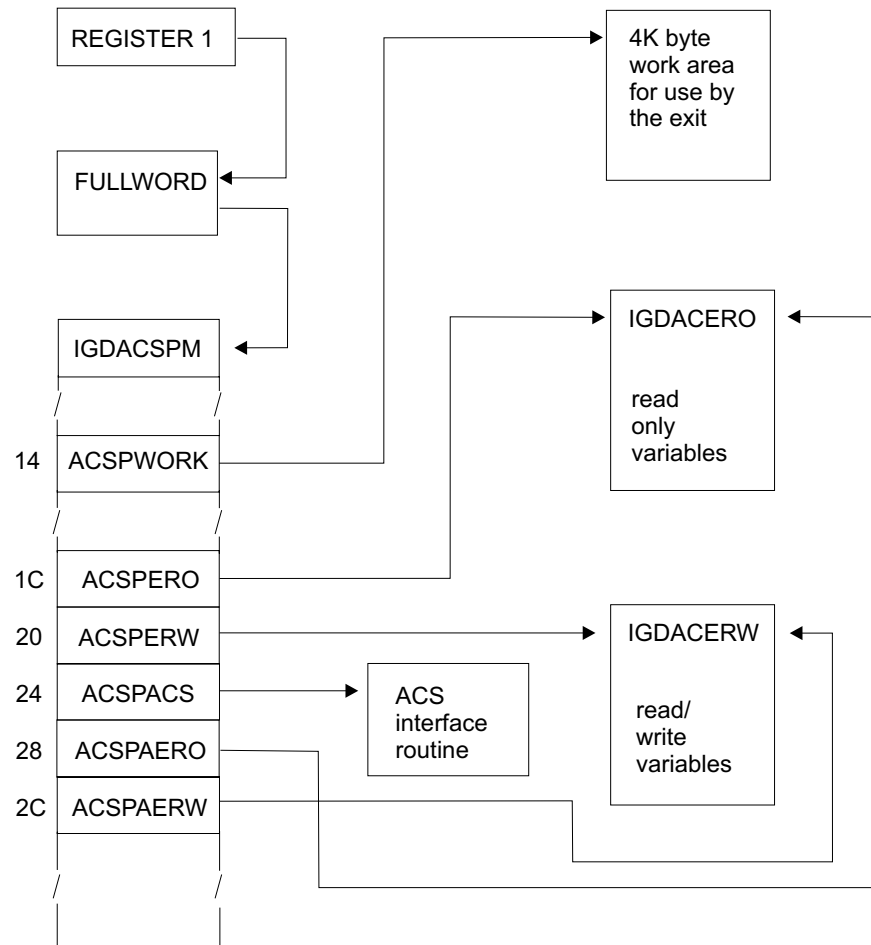 REGISTER 1
4K byte
work area
for use by
the exit
FULLWORD
IGDACSPM
IGDACERO
read
only
variables
14 ACSPWORK
1C ACSPERO
20 ACSPERW
IGDACERW
read/
write
variables
24 ACSPACS
ACS
interface
routine
28 ACSPAERO
2C ACSPAERW